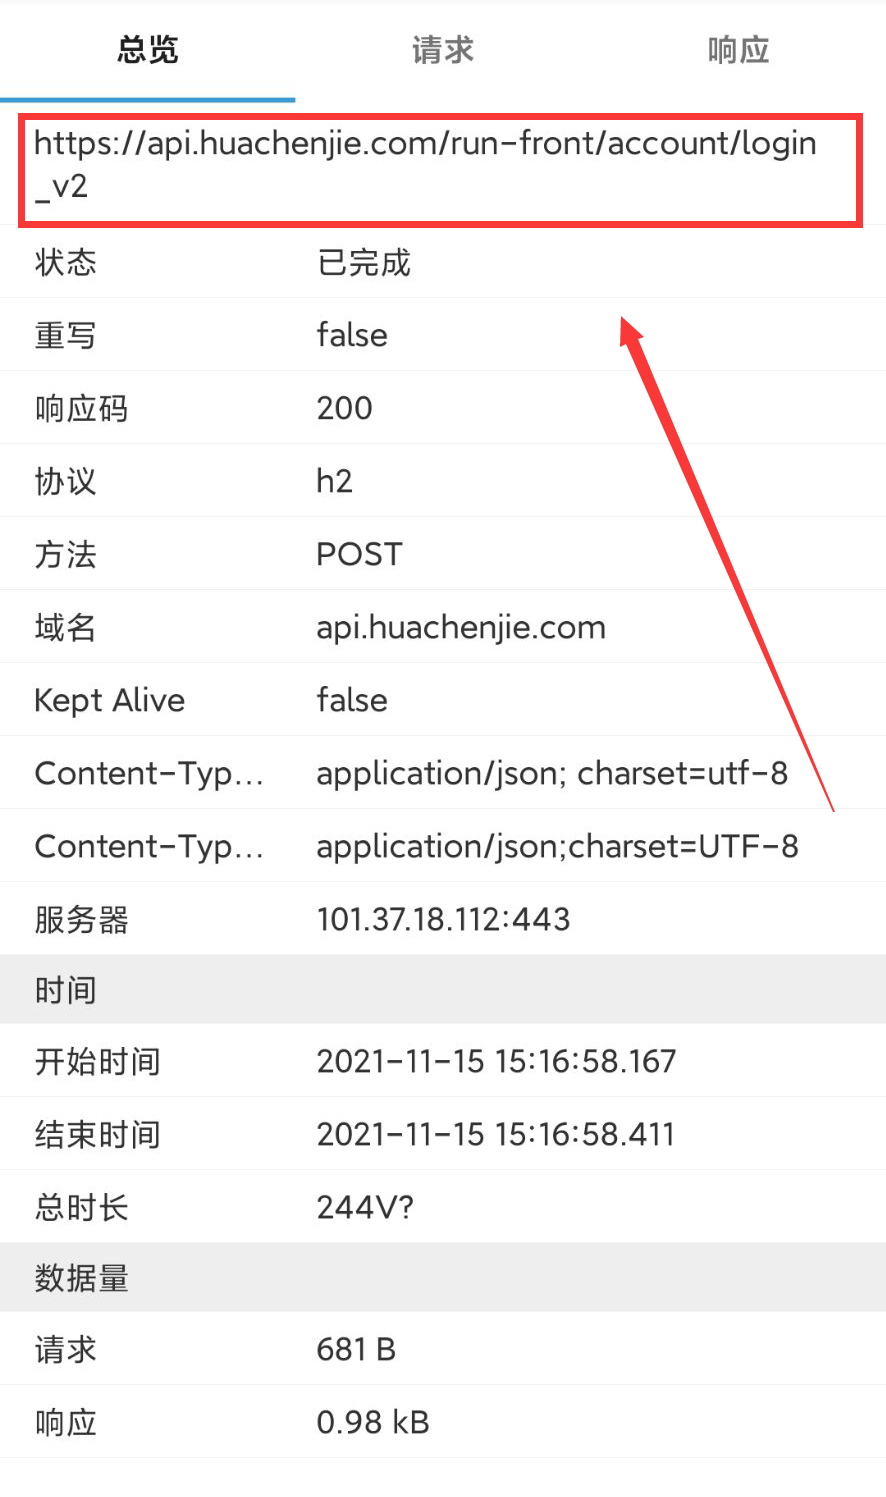 总览 请求 响应
https://api.huachenjie.com/run-front/account/login
_v2
状态 已完成
重写 false
响应码 200
协议 h2
方法 POST
域名 api.huachenjie.com
Kept Alive false
Content-Typ... application/json; charset=utf-8
Content-Typ... application/json;charset=UTF-8
服务器 101.37.18.112:443
时间
开始时间 2021-11-15 15:16:58.167
结束时间 2021-11-15 15:16:58.411
总时长 244V?
数据量
请求 681 B
响应 0.98 kB